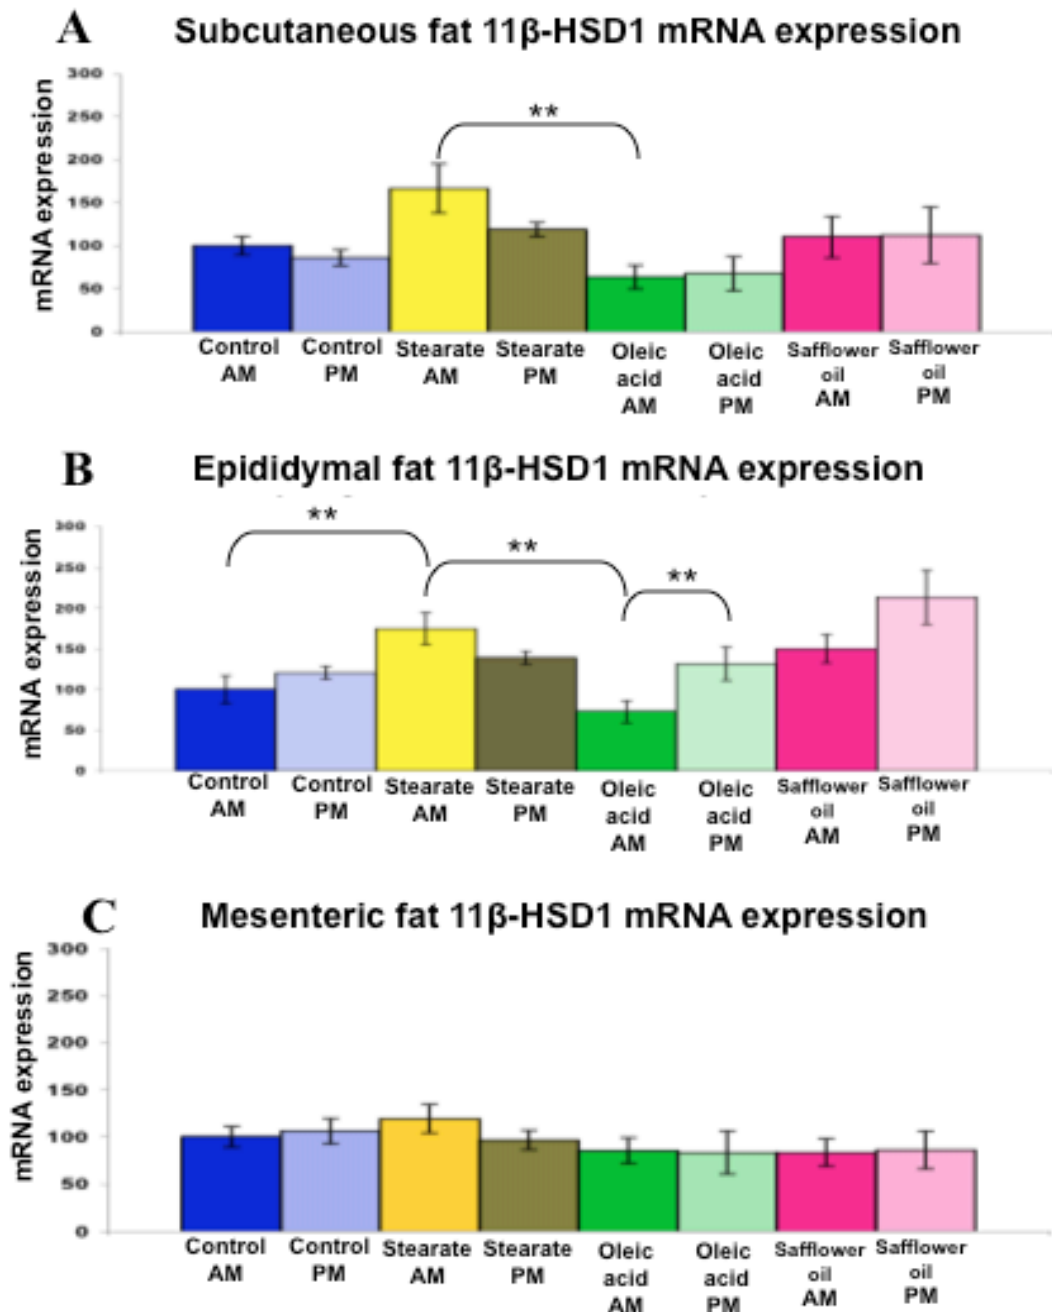 A
Subcutaneous fat 11β-HSD1 mRNA expression
mRNA expression
300
250
200
150
100
50
0
**
Control AM
Control PM
Stearate AM
Stearate PM
Oleic acid AM
Oleic acid PM
Safflower oil AM
Safflower oil PM
B
Epididymal fat 11β-HSD1 mRNA expression
mRNA expression
300
250
200
150
100
50
0
**
**
**
Control AM
Control PM
Stearate AM
Stearate PM
Oleic acid AM
Oleic acid PM
Safflower oil AM
Safflower oil PM
C
Mesenteric fat 11β-HSD1 mRNA expression
mRNA expression
300
250
200
150
100
50
0
Control AM
Control PM
Stearate AM
Stearate PM
Oleic acid AM
Oleic acid PM
Safflower oil AM
Safflower oil PM